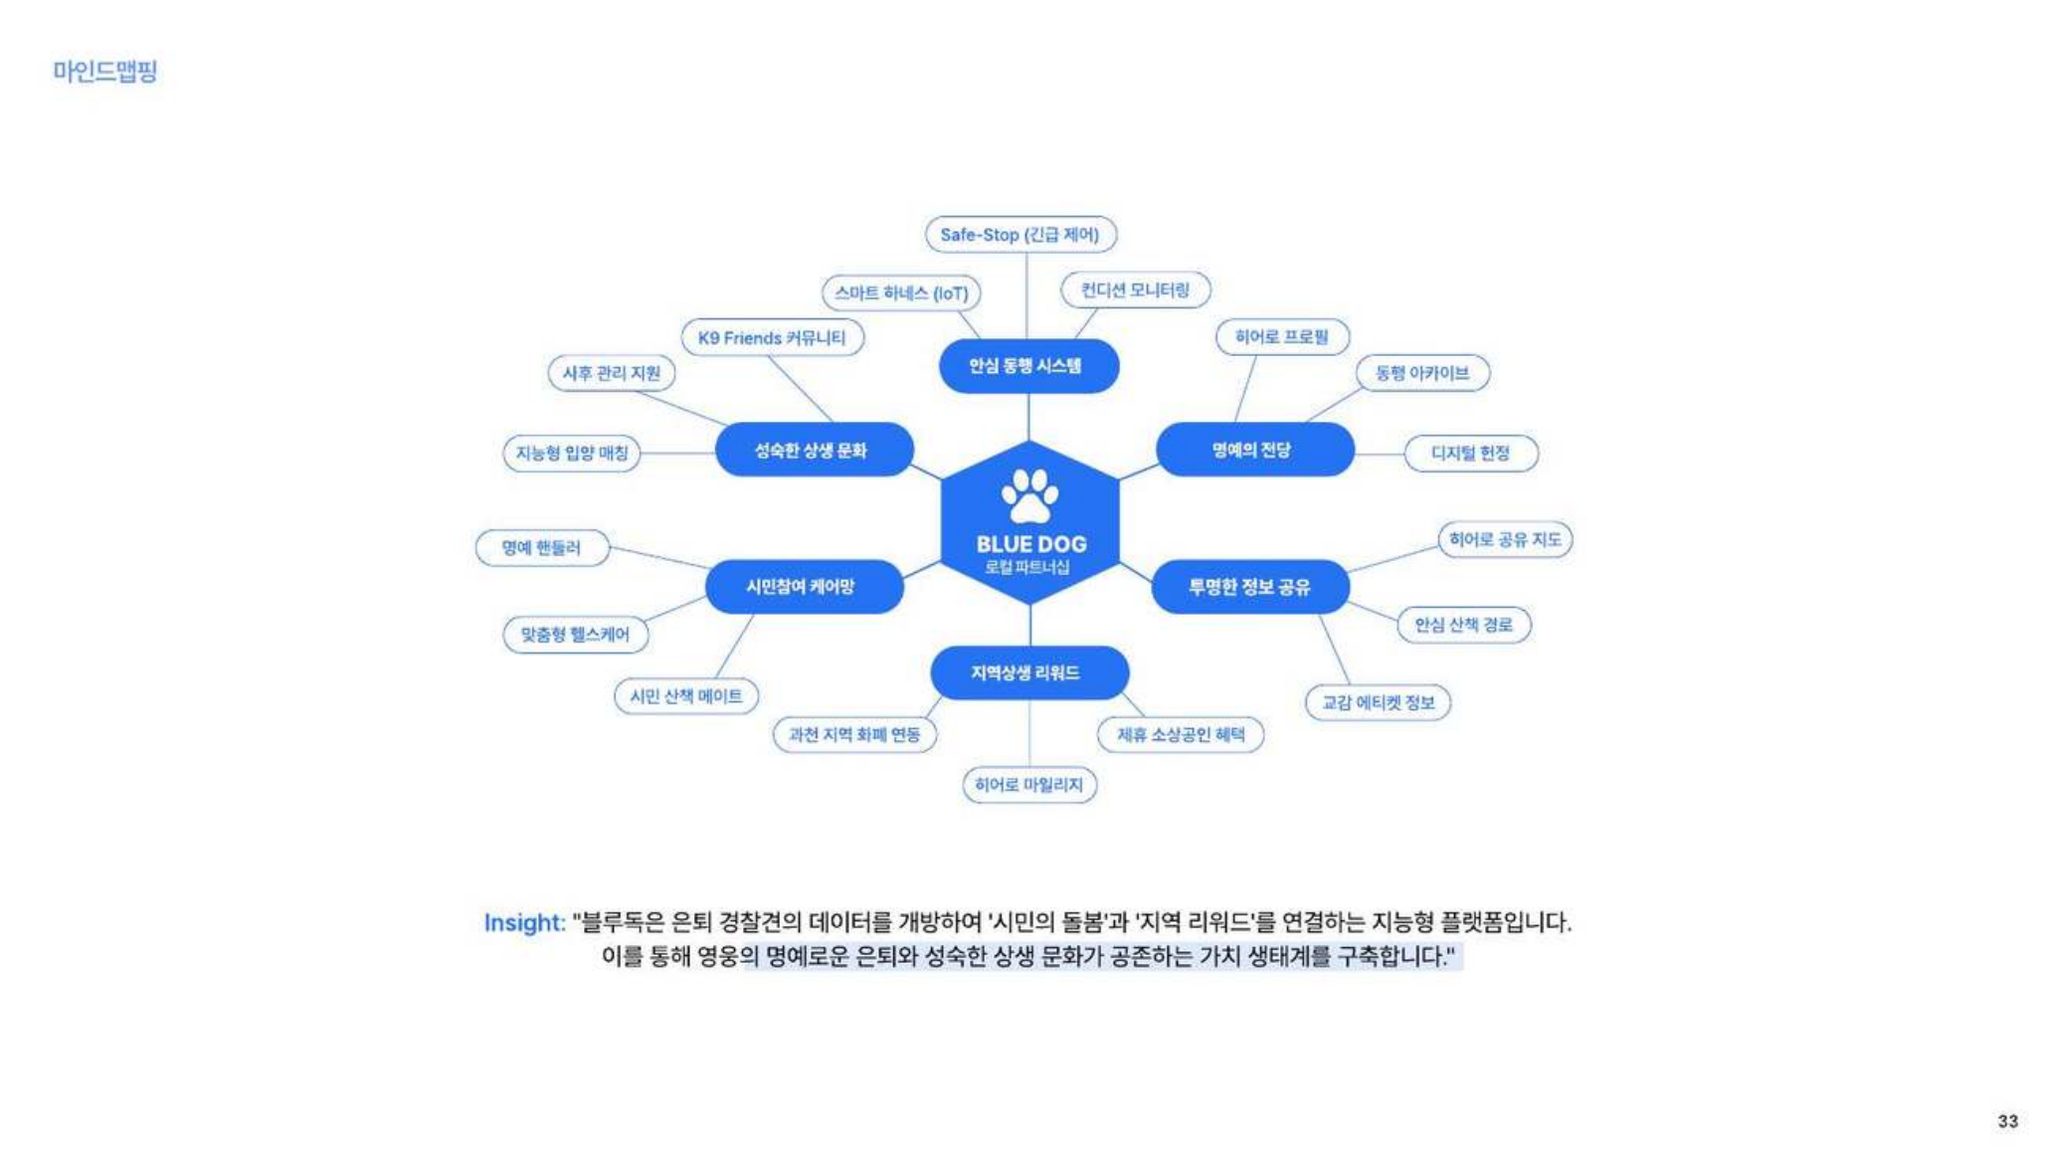 마인드맵핑
Safe-Stop (긴급 제어)
스마트 하네스 (IoT)
컨디션 모니터링
K9 Friends 커뮤니티
히어로 프로필
안심 동행 시스템
사후 관리 지원
동행 아카이브
지능형 입양 매칭
성숙한 상생 문화
명예의 전당
디지털 헌정
BLUE DOG
로컬 파트너십
명예 핸들러
히어로 공유 지도
시민참여 케어망
투명한 정보 공유
맞춤형 헬스케어
안심 산책 경로
지역상생 리워드
시민 산책 메이트
교감 에티켓 정보
과천 지역 화폐 연동
제휴 소상공인 혜택
히어로 마일리지
Insight: "블루독은 은퇴 경찰견의 데이터를 개방하여 '시민의 돌봄'과 '지역 리워드'를 연결하는 지능형 플랫폼입니다.
이를 통해 영웅의 명예로운 은퇴와 성숙한 상생 문화가 공존하는 가치 생태계를 구축합니다."
33